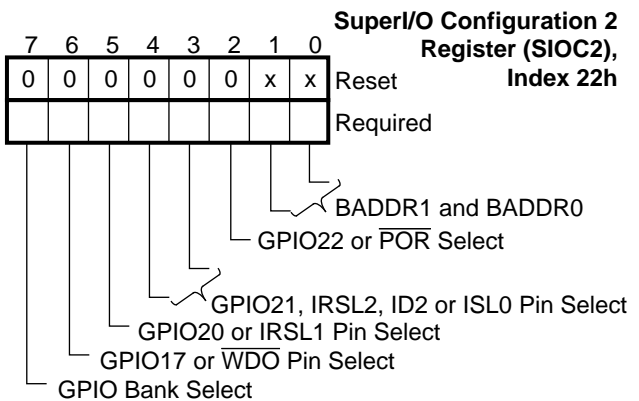 SuperI/O Configuration 2
Register (SIOC2),
Index 22h
7 6 5 4 3 2 1 0
0 0 0 0 0 0 x x Reset
Required
BADDR1 and BADDR0
GPIO22 or P̅O̅R̅ Select
GPIO21, IRSL2, ID2 or ISL0 Pin Select
GPIO20 or IRSL1 Pin Select
GPIO17 or W̅D̅O̅ Pin Select
GPIO Bank Select